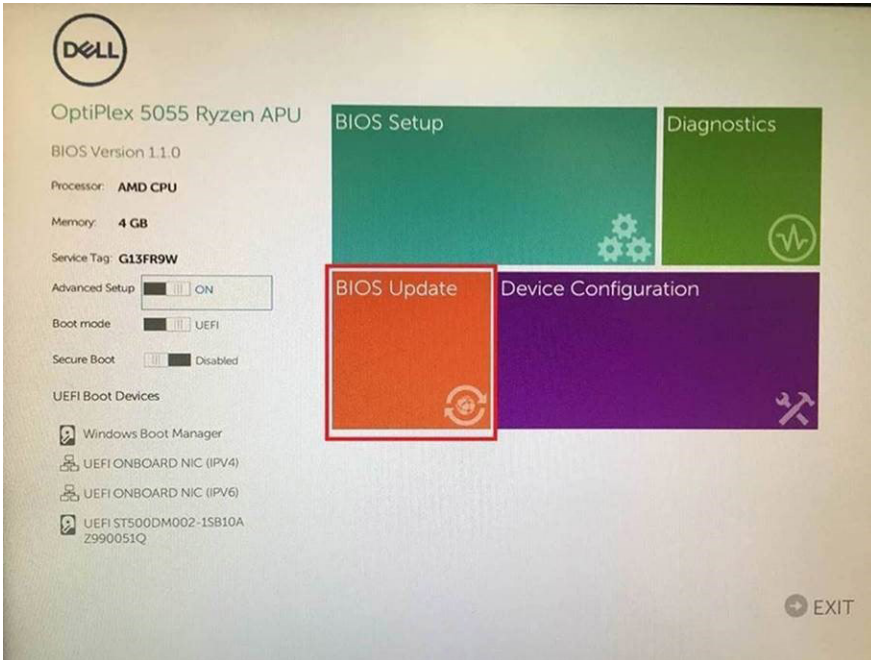 DELL
OptiPlex 5055 Ryzen APU
BIOS Version 1.1.0
Processor: AMD CPU
Memory: 4 GB
Service Tag: G13FR9W
Advanced Setup ON
Boot mode UEFI
Secure Boot Disabled
UEFI Boot Devices
Windows Boot Manager
UEFI ONBOARD NIC (IPV4)
UEFI ONBOARD NIC (IPV6)
UEFI ST500DM002-1SB10A
Z990051Q
BIOS Setup
Diagnostics
BIOS Update
Device Configuration
EXIT